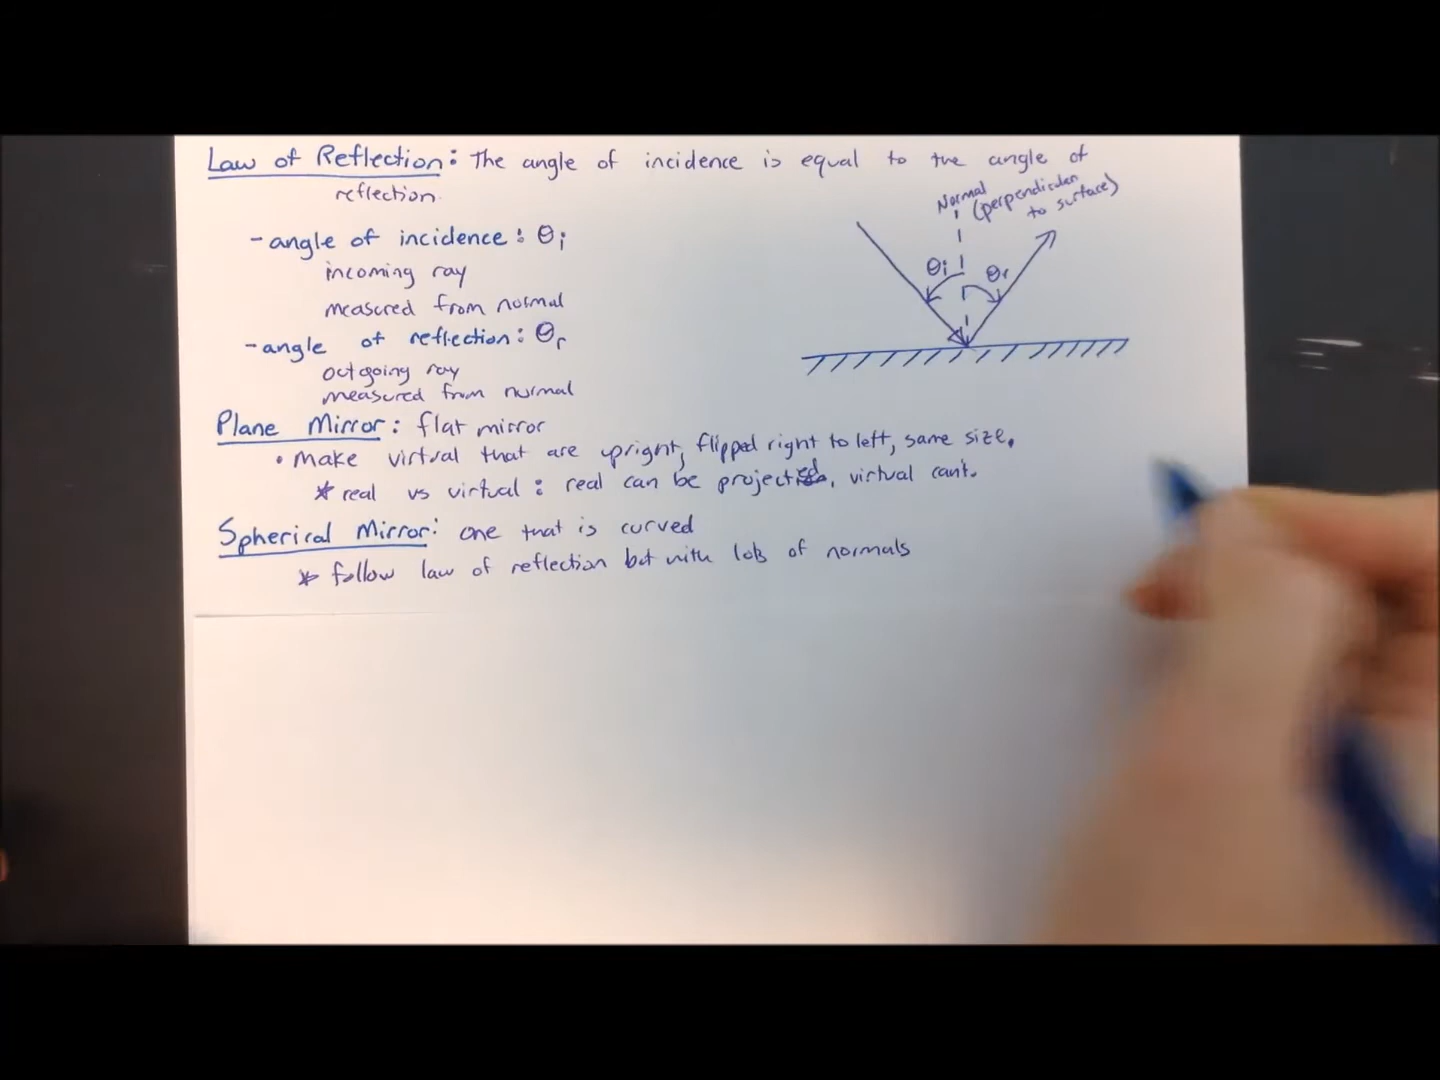 Law of Reflection: The angle of incidence is equal to the angle of
reflection.
Normal
(perpendicular
to surface)
- angle of incidence: θi
incoming ray
measured from normal
- angle of reflection: θr
outgoing ray
measured from normal
θi
θr
Plane Mirror: flat mirror
• Make virtual that are upright, flipped right to left, same size.
* real vs virtual: real can be projected, virtual can't.
Spherical Mirror: one that is curved
* follow law of reflection but with lots of normals